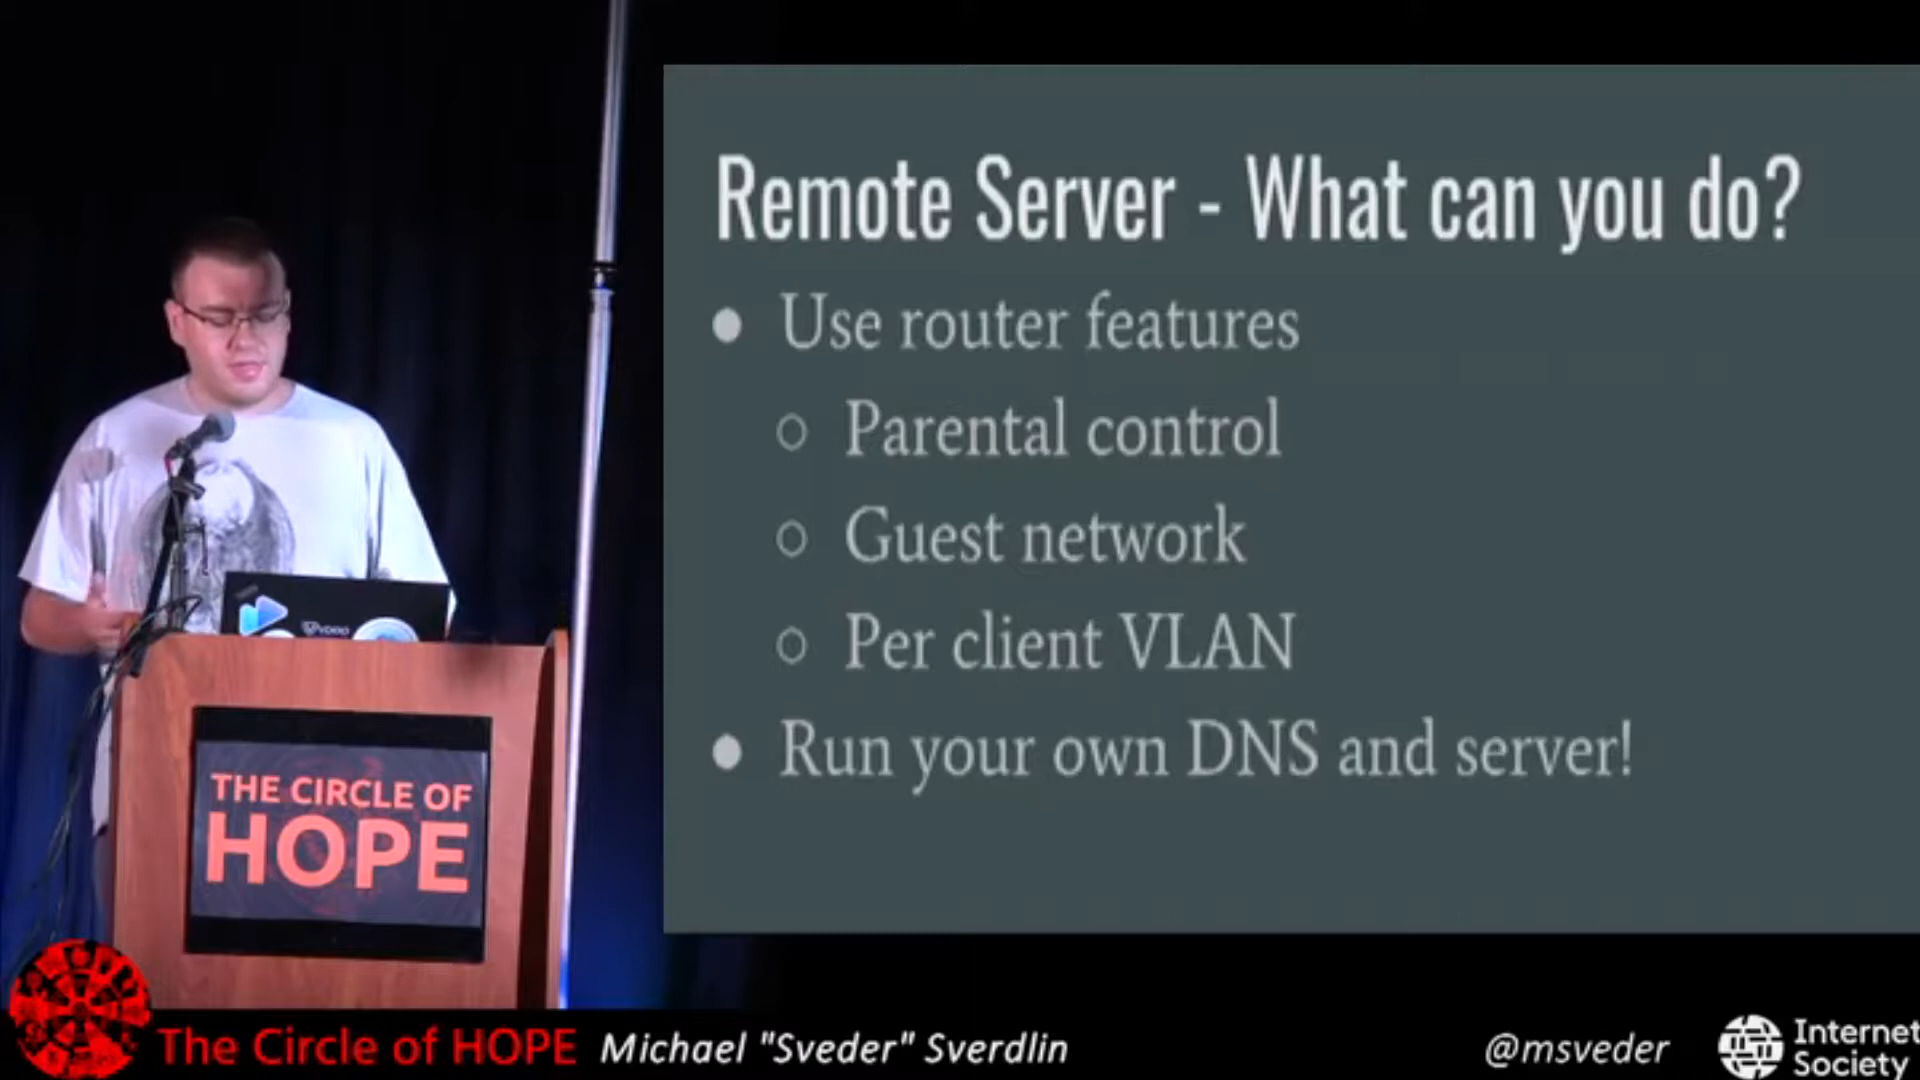 Remote Server - What can you do?
● Use router features
○ Parental control
○ Guest network
○ Per client VLAN
● Run your own DNS and server!
THE CIRCLE OF
HOPE
The Circle of HOPE Michael "Sveder" Sverdlin @msveder
Internet
Society